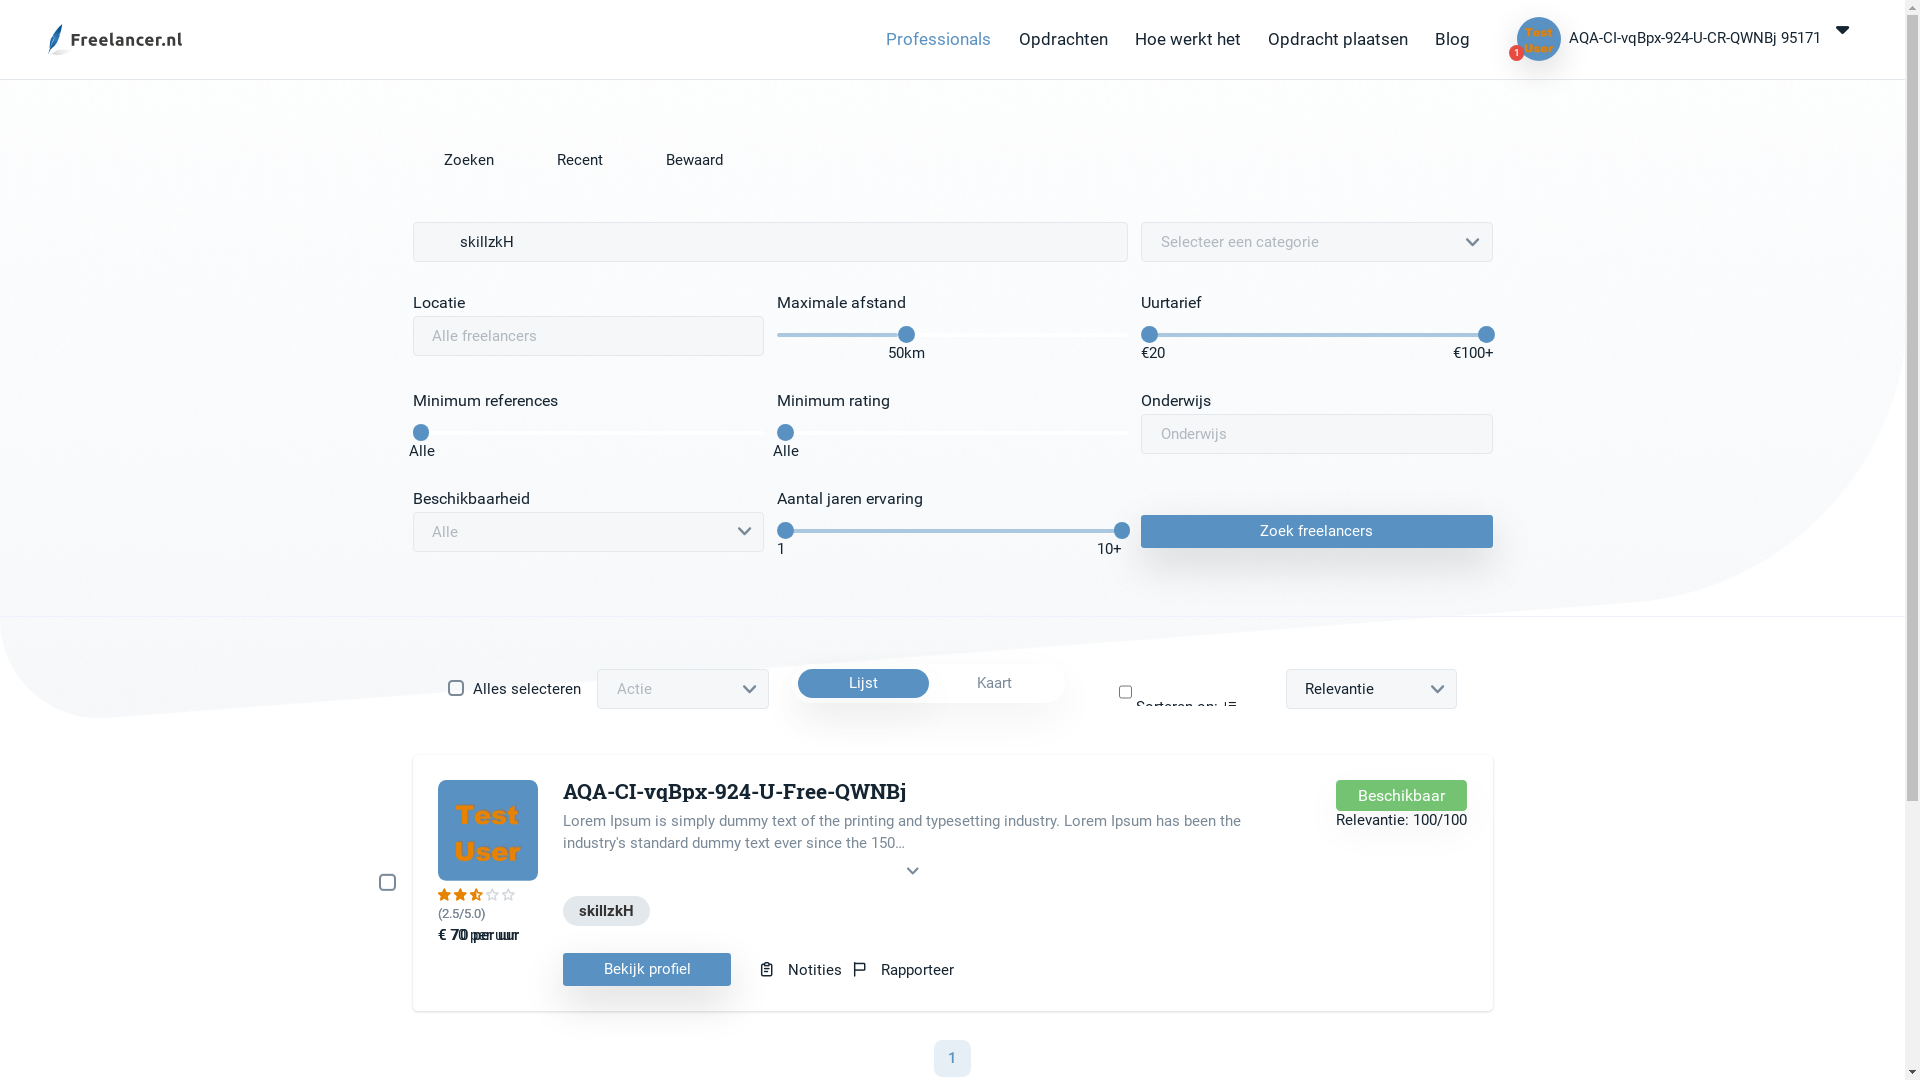 Freelancer.nl
Professionals
Opdrachten
Hoe werkt het
Opdracht plaatsen
Blog
Test
User
1
AQA-CI-vqBpx-924-U-CR-QWNBj 95171
Zoeken
Recent
Bewaard
skillzkH
Selecteer een categorie
Locatie
Maximale afstand
Uurtarief
Alle freelancers
50km
€20
€100+
Minimum references
Minimum rating
Onderwijs
Alle
Alle
Onderwijs
Beschikbaarheid
Aantal jaren ervaring
Alle
1
10+
Zoek freelancers
Alles selecteren
Actie
Lijst
Kaart
Sorteren op:
Relevantie
Test
User
AQA-CI-vqBpx-924-U-Free-QWNBj
Beschikbaar
Relevantie: 100/100
Lorem Ipsum is simply dummy text of the printing and typesetting industry. Lorem Ipsum has been the
industry's standard dummy text ever since the 150...
(2.5/5.0)
€ 70 per uur
skillzkH
Bekijk profiel
Notities
Rapporteer
1